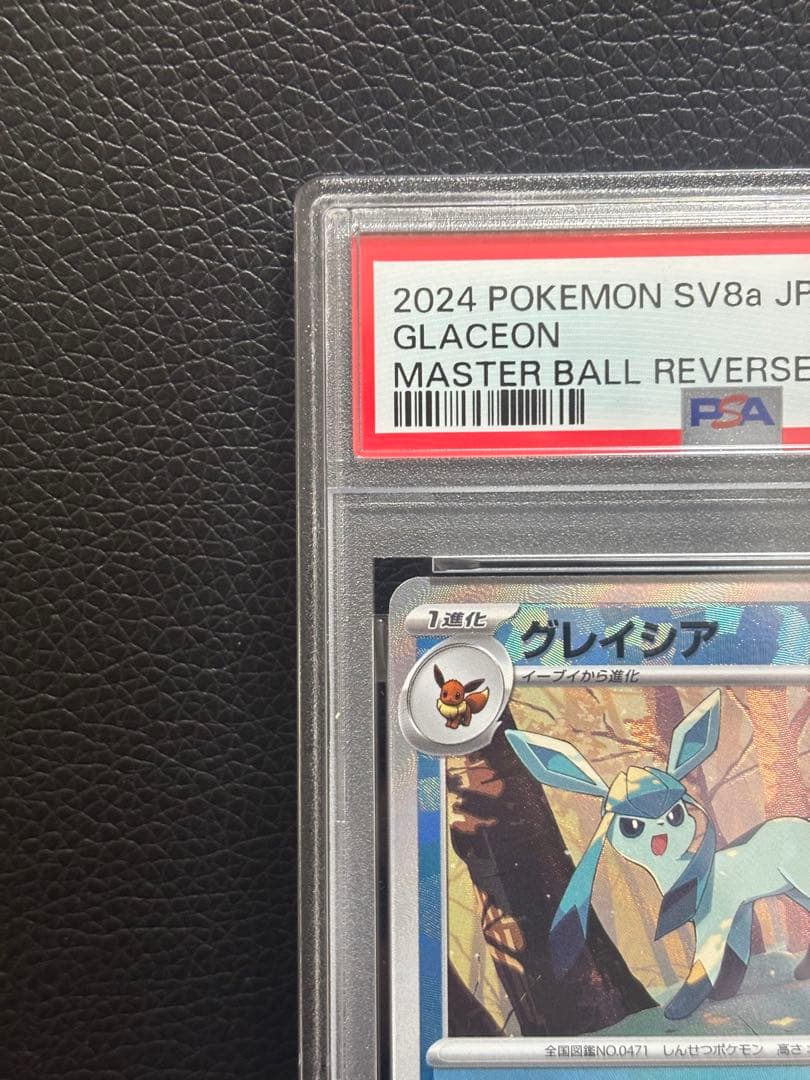 2024 POKEMON SV8a JP
GLACEON
MASTER BALL REVERSE
PSA
1進化
グレイシア
イーブイから進化
全国図鑑NO.0471 しんせつポケモン 高さ